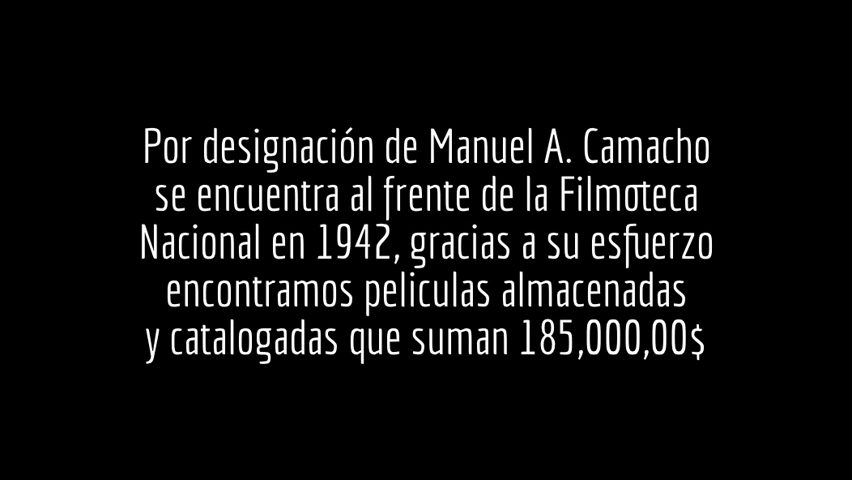 Por designación de Manuel A. Camacho
se encuentra al frente de la Filmoteca
Nacional en 1942, gracias a su esfuerzo
encontramos peliculas almacenadas
y catalogadas que suman 185,000,00$